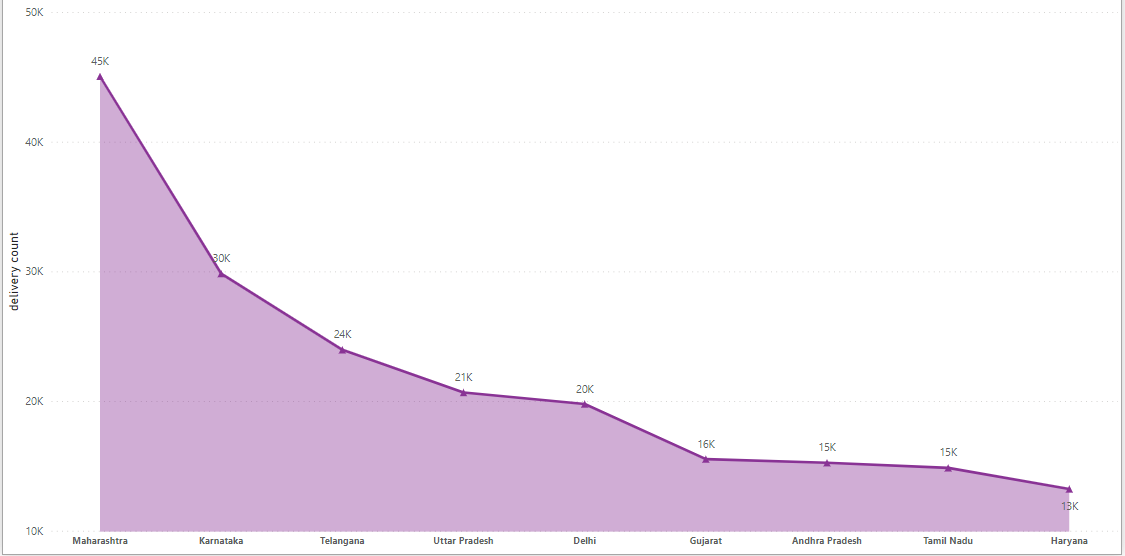 50K
45K
40K
30K
30K
24K
21K
20K
20K
16K
15K
15K
13K
10K
delivery count
Maharashtra Karnataka Telangana Uttar Pradesh Delhi Gujarat Andhra Pradesh Tamil Nadu Haryana